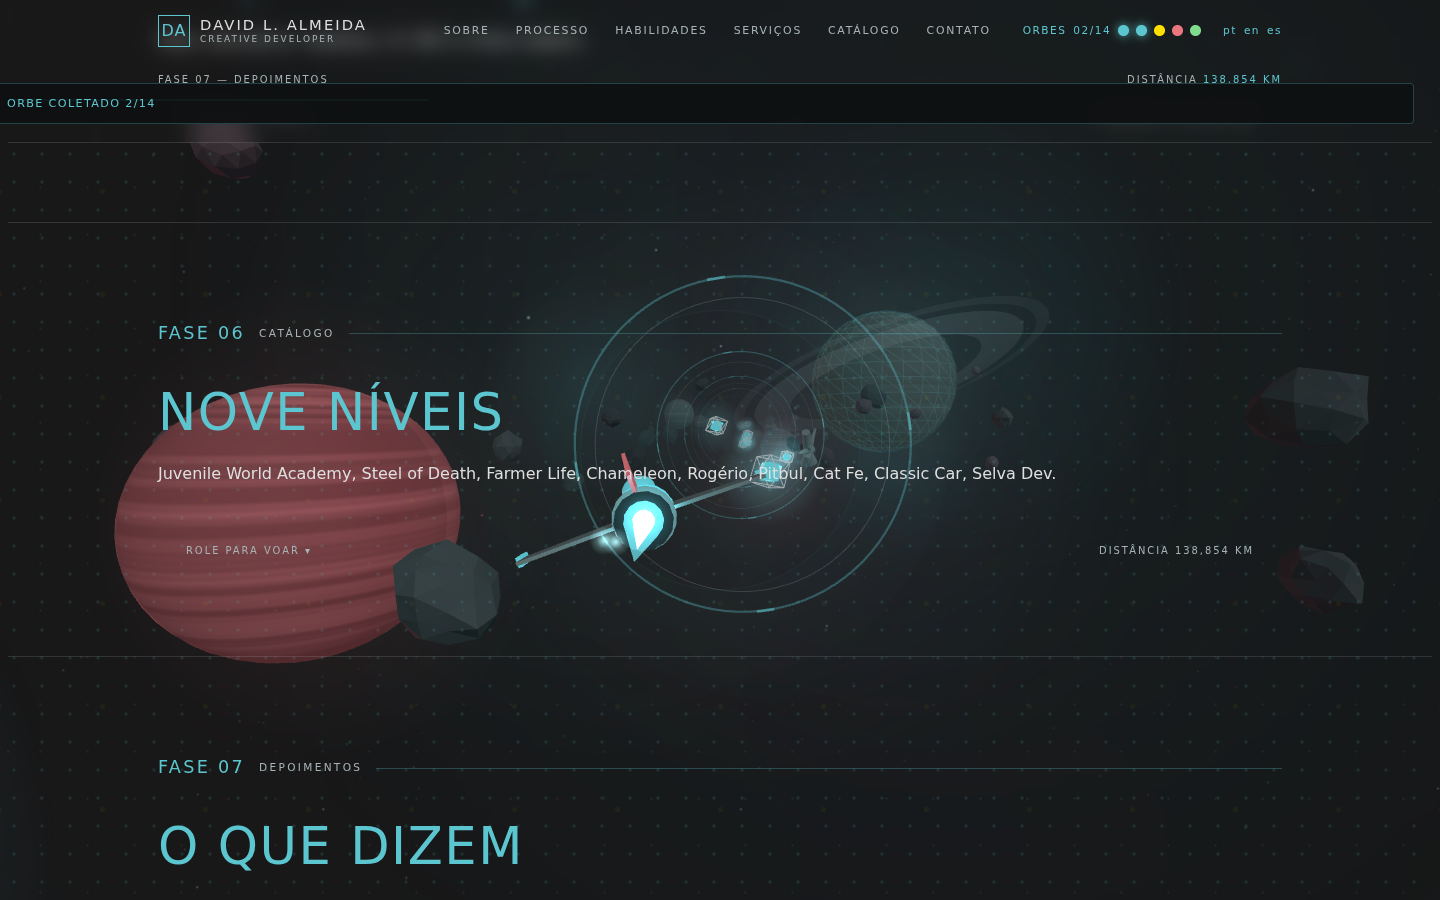 DA
DAVID L. ALMEIDA
CREATIVE DEVELOPER
SOBRE PROCESSO HABILIDADES SERVIÇOS CATÁLOGO CONTATO
ORBES 02/14
pt en es
FASE 07 — DEPOIMENTOS
DISTÂNCIA 138,854 KM
ORBE COLETADO 2/14
FASE 06 CATÁLOGO
NOVE NÍVEIS
Juvenile World Academy, Steel of Death, Farmer Life, Chameleon, Rogério, Pitbul, Cat Fe, Classic Car, Selva Dev.
ROLE PARA VOAR ▾
DISTÂNCIA 138,854 KM
FASE 07 DEPOIMENTOS
O QUE DIZEM